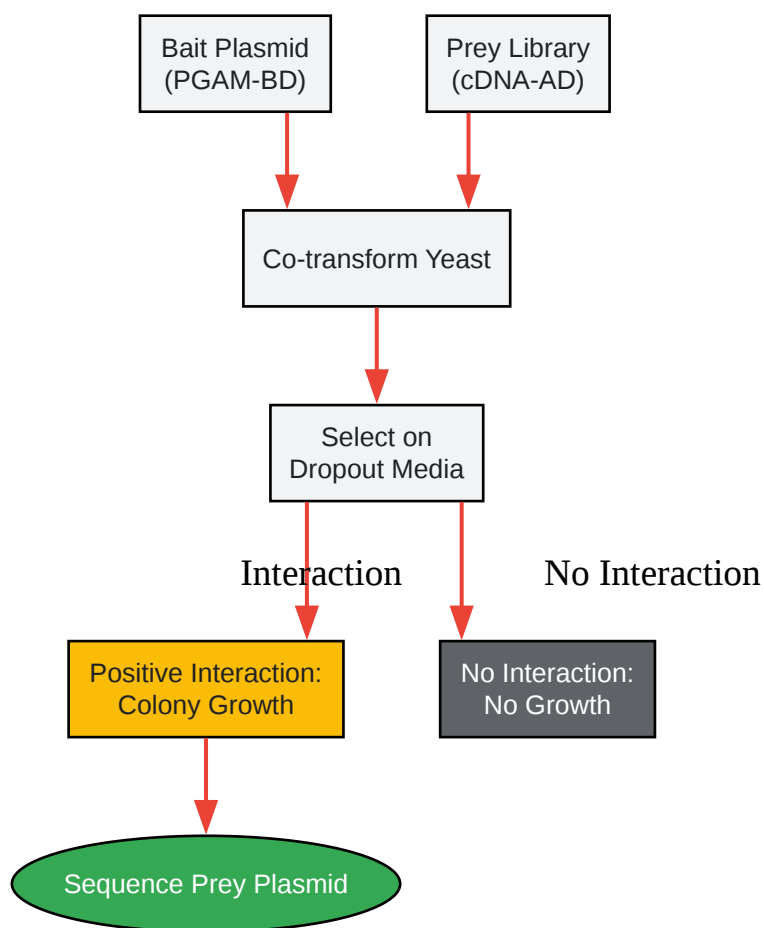 Bait Plasmid
(PGAM-BD)
Prey Library
(cDNA-AD)
Co-transform Yeast
Select on
Dropout Media
Interaction
No Interaction
Positive Interaction:
Colony Growth
No Interaction:
No Growth
Sequence Prey Plasmid